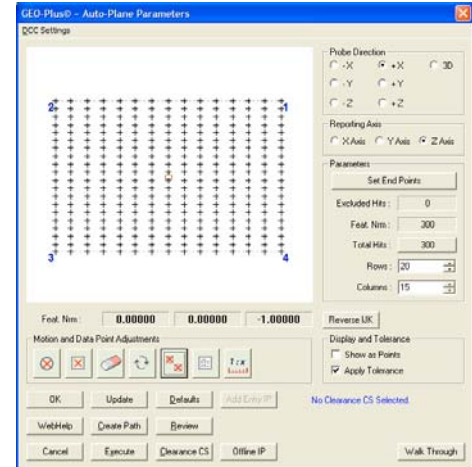 GEO-Plus© - Auto-Plane Parameters
DCC Settings
2
1
3
4
Probe Direction
-X +X 3D
-Y +Y
-Z +Z
Reporting Axis
X Axis Y Axis Z Axis
Parameters
Set End Points
Excluded Hits : 0
Feat. Nrm : 300
Total Hits : 300
Rows : 20
Columns : 15
Feat. Nrm : 0.00000 0.00000 -1.00000
Reverse IJK
Motion and Data Point Adjustments
Display and Tolerance
Show as Points
Apply Tolerance
OK Update Defaults Add Entry IP
No Clearance CS Selected.
WebHelp Create Path Review
Cancel Execute Clearance CS Offline IP Walk Through